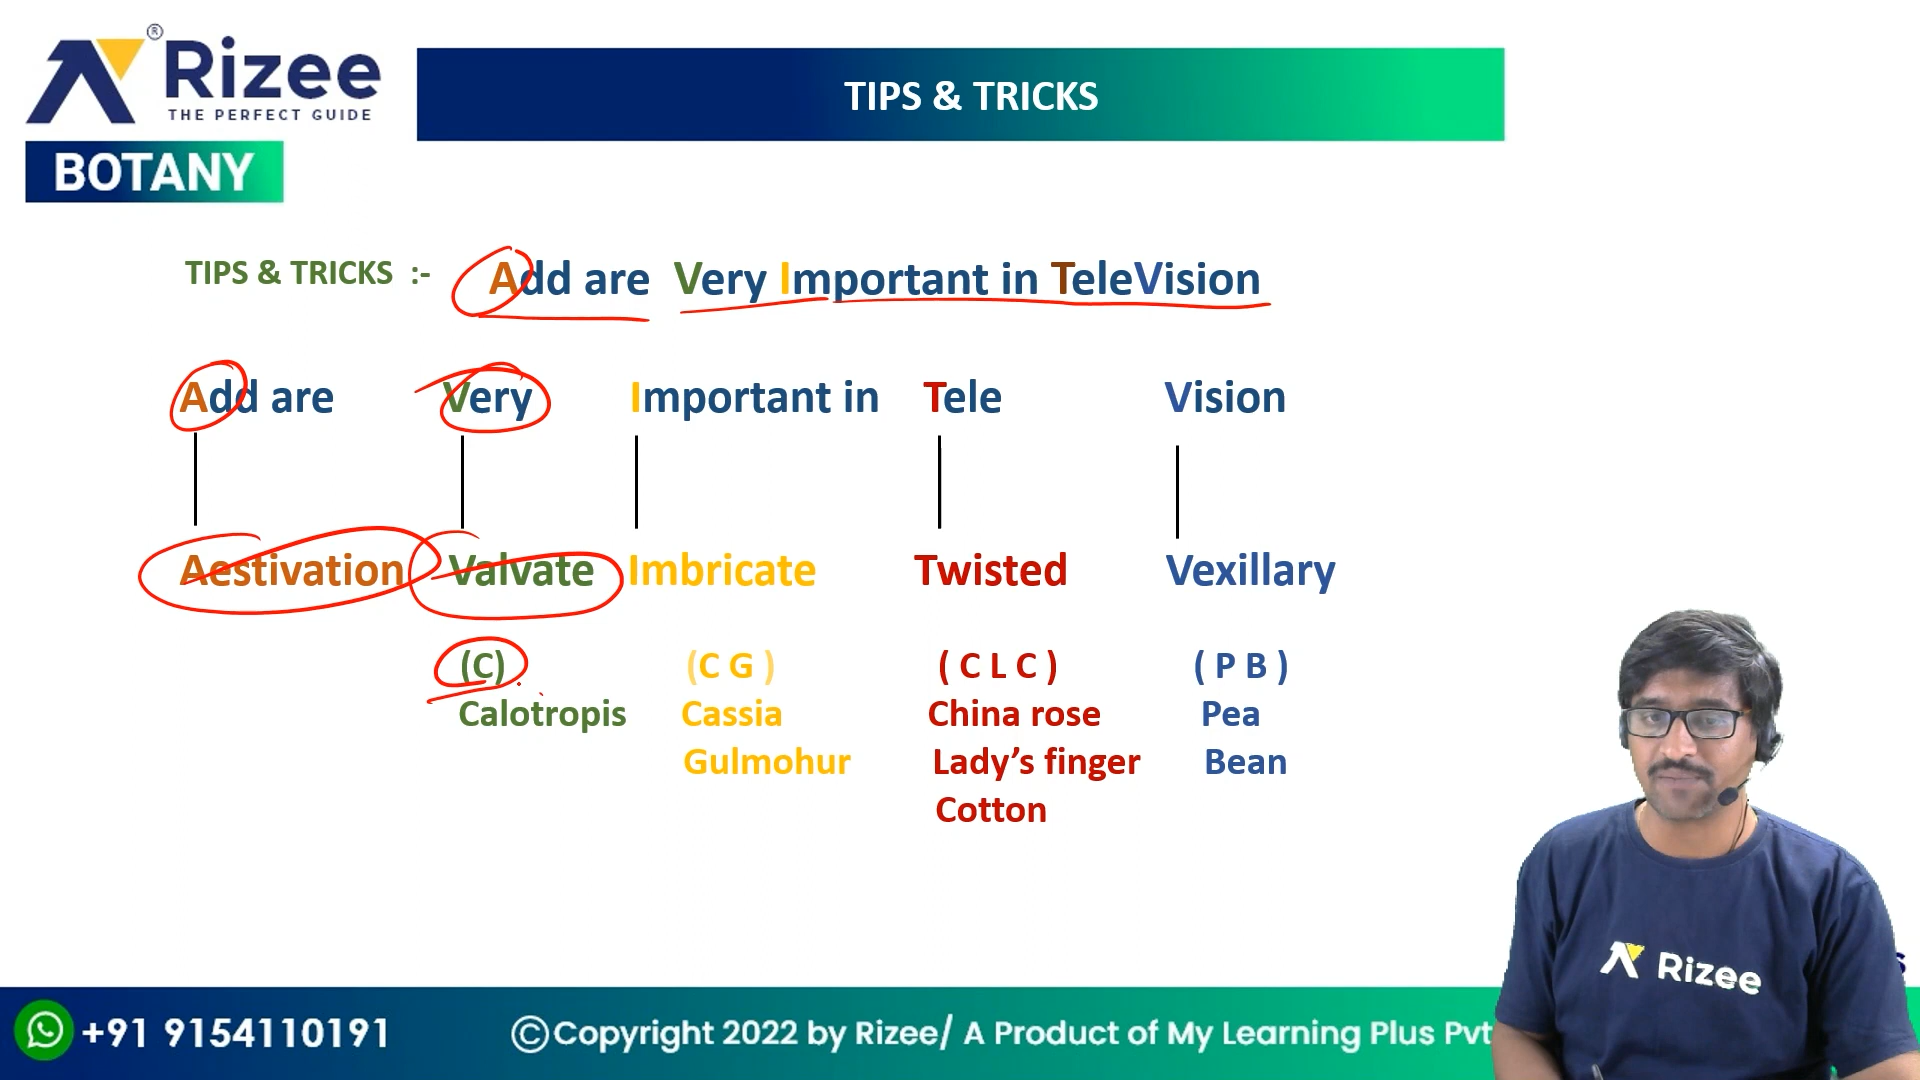 Rizee®
THE PERFECT GUIDE
TIPS & TRICKS
BOTANY
TIPS & TRICKS :- Add are Very Important in TeleVision
Add are Very Important in Tele Vision
Aestivation Valvate Imbricate Twisted Vexillary
(C) (C G ) ( C L C ) ( P B )
Calotropis Cassia China rose Pea
Gulmohur Lady’s finger Bean
Cotton
Rizee
+91 9154110191 ©Copyright 2022 by Rizee/ A Product of My Learning Plus Pvt